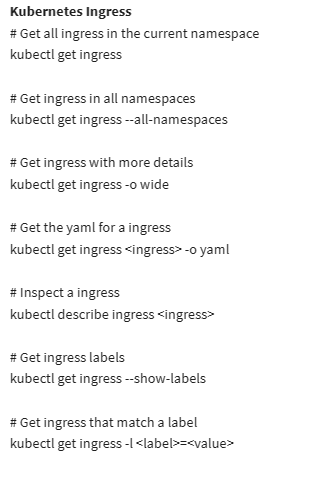 Kubernetes Ingress
# Get all ingress in the current namespace
kubectl get ingress
# Get ingress in all namespaces
kubectl get ingress --all-namespaces
# Get ingress with more details
kubectl get ingress -o wide
# Get the yaml for a ingress
kubectl get ingress <ingress> -o yaml
# Inspect a ingress
kubectl describe ingress <ingress>
# Get ingress labels
kubectl get ingress --show-labels
# Get ingress that match a label
kubectl get ingress -l <label>=<value>